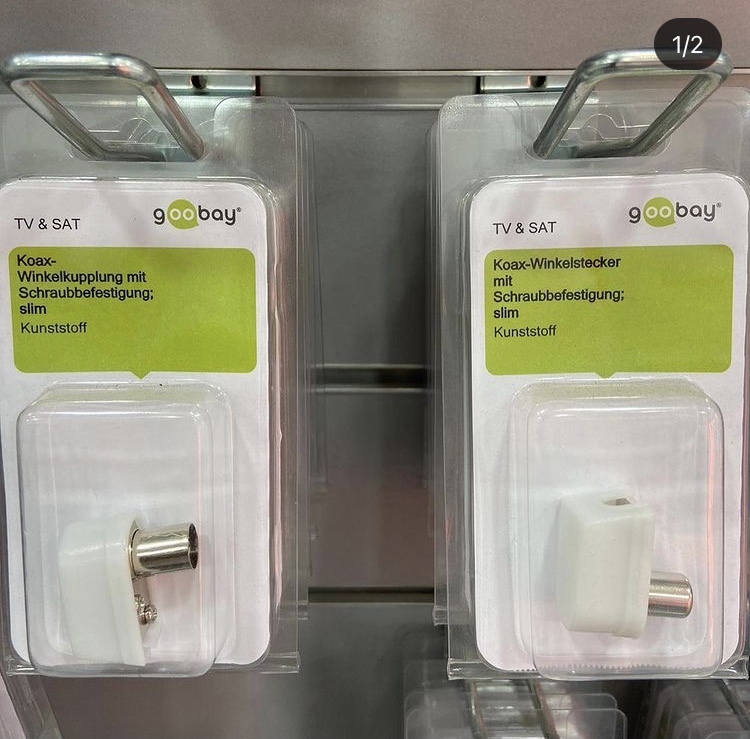 1/2
TV & SAT
goobay®
Koax-
Winkelkupplung mit
Schraubbefestigung;
slim
Kunststoff
TV & SAT
goobay®
Koax-Winkelstecker
mit
Schraubbefestigung;
slim
Kunststoff